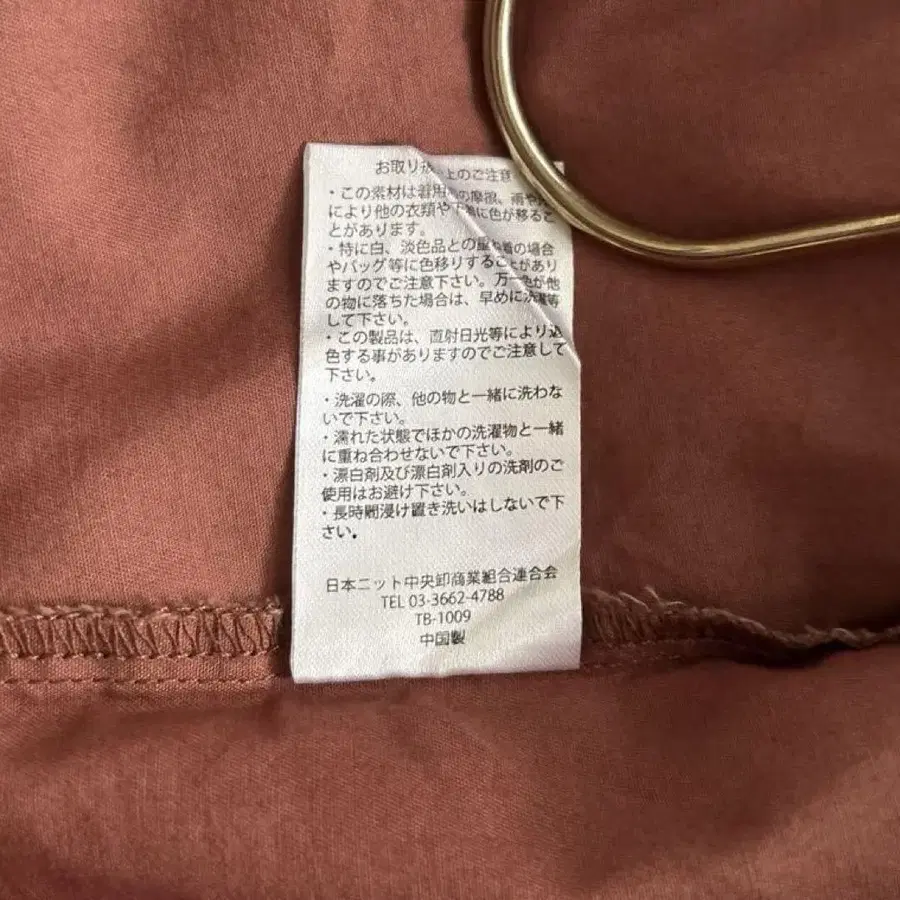 お取り扱い上のご注意
・この素材は着用時の摩擦、雨や汗
により他の衣類や下着に色が移るこ
とがあります。
・特に白、淡色品との重ね着の場合
やバッグ等に色移りすることがあり
ますのでご注意下さい。万一色が他
の物に落ちた場合は、早めに洗濯等
して下さい。
・この製品は、直射日光等により退
色する事がありますのでご注意して
下さい。
・洗濯の際、他の物と一緒に洗わな
いで下さい。
・濡れた状態でほかの洗濯物と一緒
に重ね合わせないで下さい。
・漂白剤及び漂白剤入りの洗剤のご
使用はお避け下さい。
・長時間浸け置き洗いはしないで下
さい。
日本ニット中央卸商業組合連合会
TEL 03-3662-4788
TB-1009
中国製